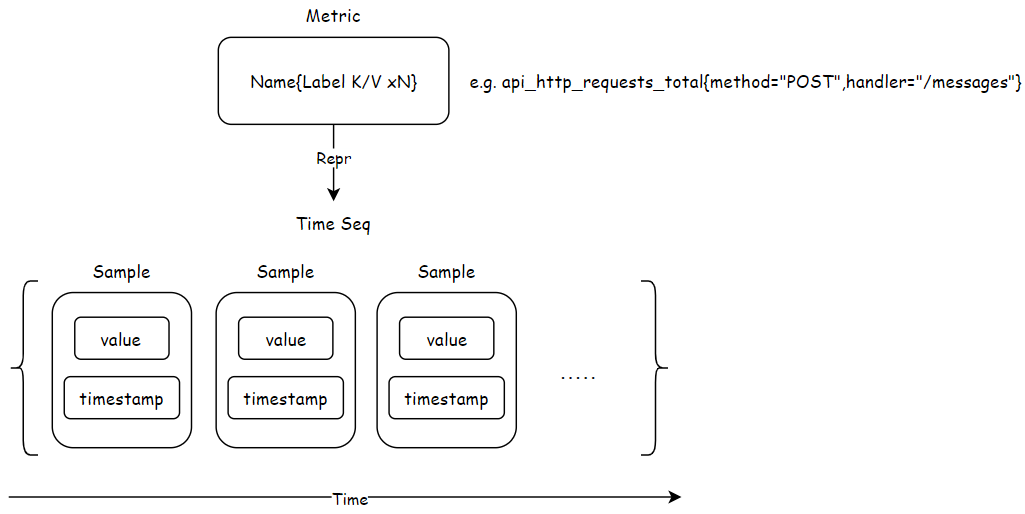 Metric
Name{Label K/V xN}
e.g. api_http_requests_total{method="POST",handler="/messages"}
Repr
Time Seq
Sample
Sample
Sample
value
value
value
.....
timestamp
timestamp
timestamp
Time